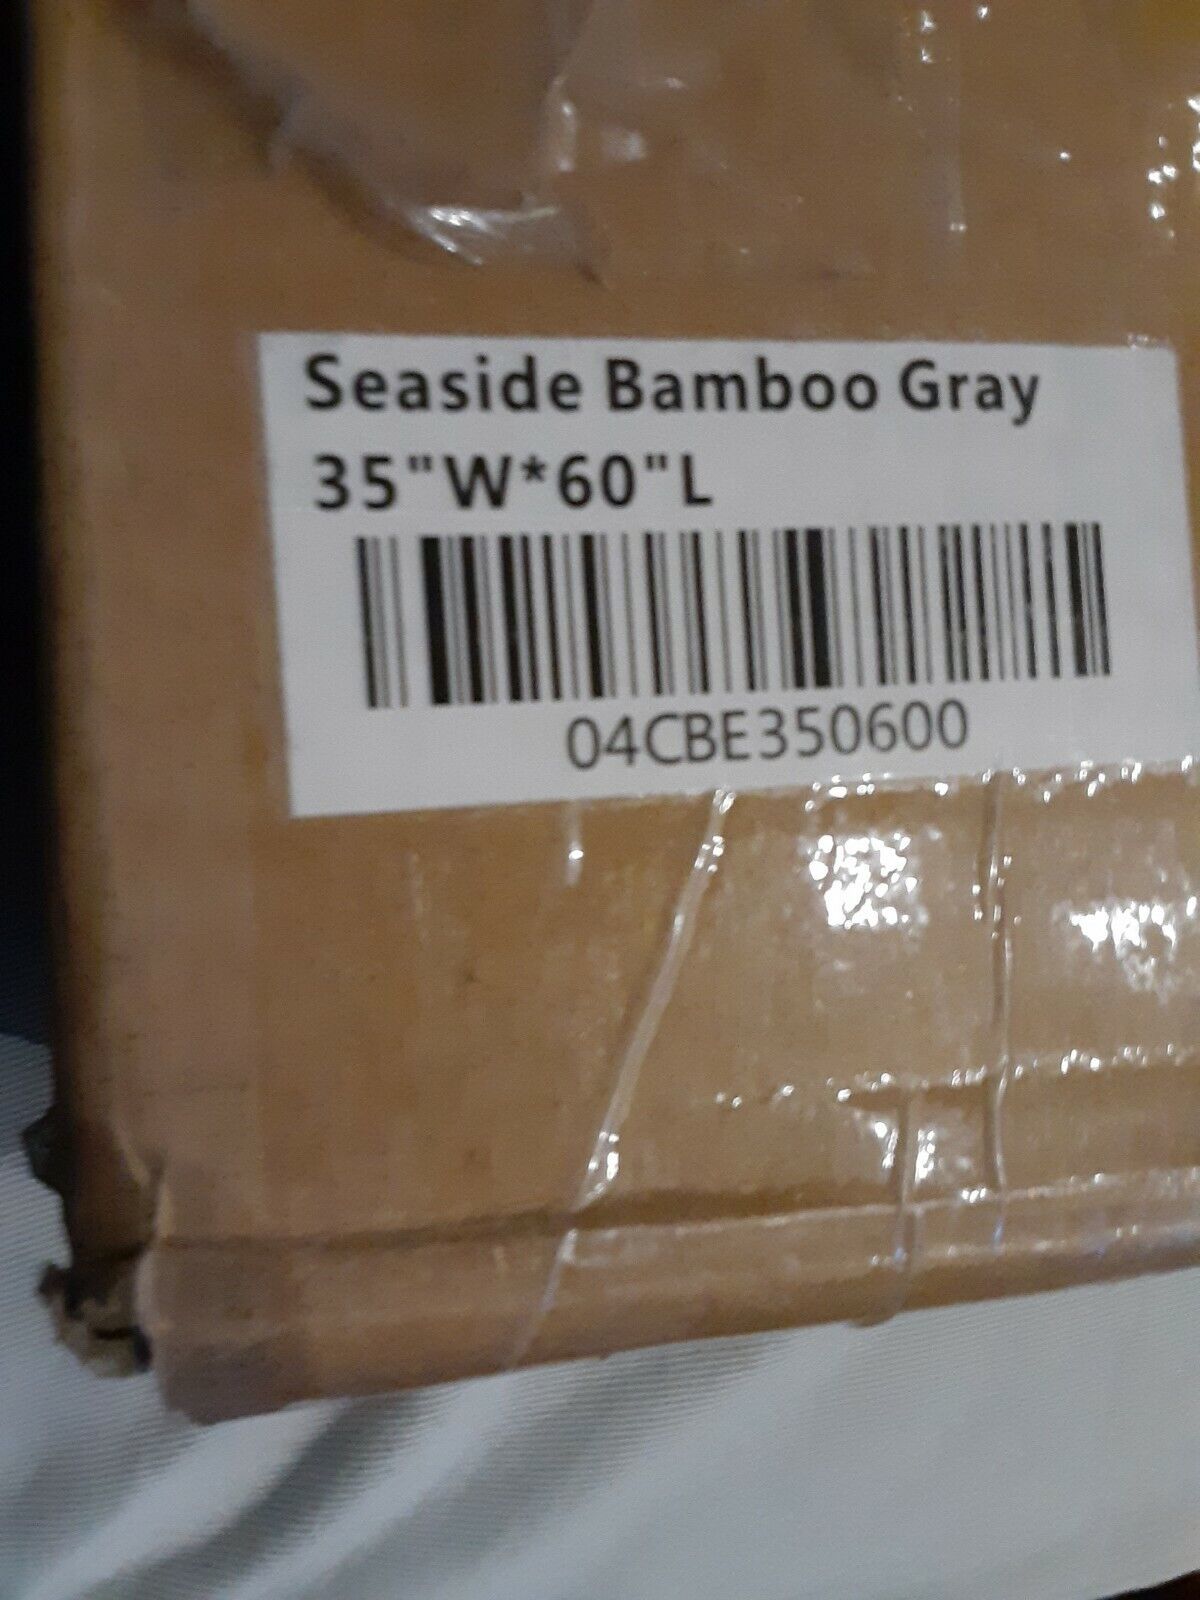 Seaside Bamboo Gray
35"W*60"L
04CBE350600